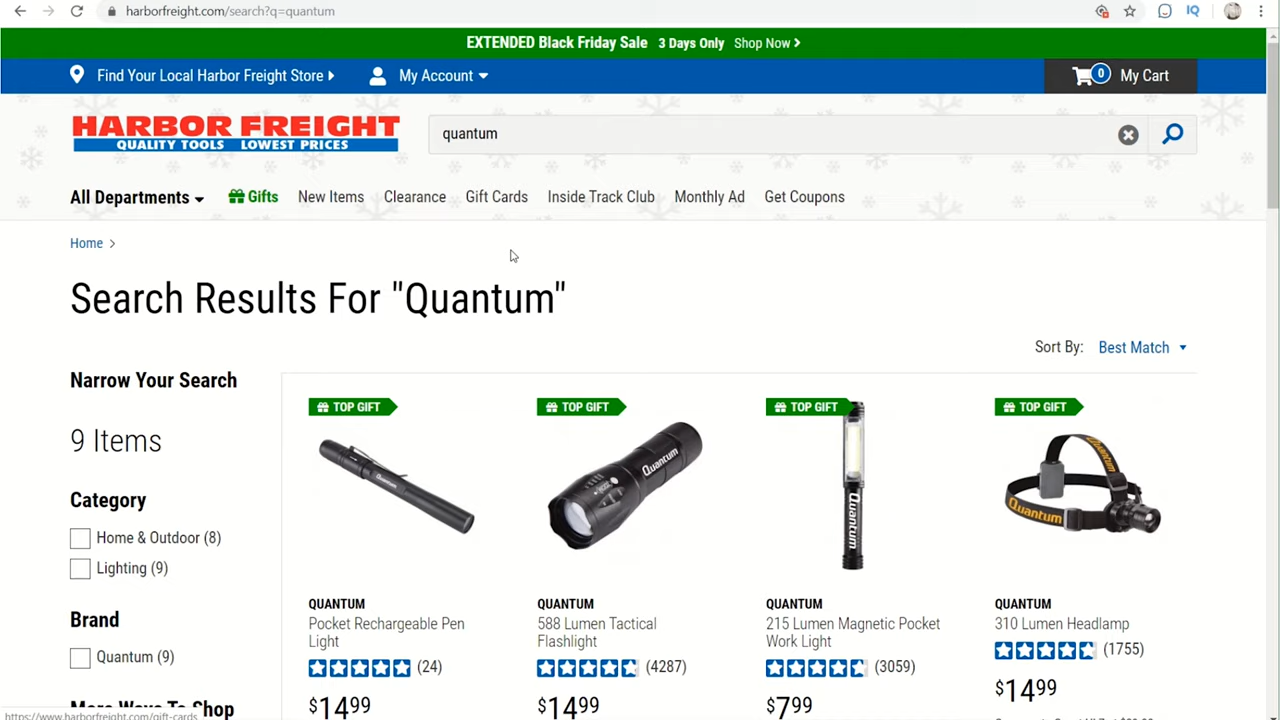 harborfreight.com/search?q=quantum
EXTENDED Black Friday Sale 3 Days Only Shop Now
Find Your Local Harbor Freight Store
My Account
0 My Cart
HARBOR FREIGHT
QUALITY TOOLS LOWEST PRICES
quantum
All Departments
Gifts
New Items
Clearance
Gift Cards
Inside Track Club
Monthly Ad
Get Coupons
Home
Search Results For "Quantum"
Sort By: Best Match
Narrow Your Search
9 Items
Category
Home & Outdoor (8)
Lighting (9)
Brand
Quantum (9)
More Ways To Shop
TOP GIFT
Quantum
QUANTUM
Pocket Rechargeable Pen
Light
(24)
$14.99
TOP GIFT
Quantum
QUANTUM
588 Lumen Tactical
Flashlight
(4287)
$14.99
TOP GIFT
Quantum
QUANTUM
215 Lumen Magnetic Pocket
Work Light
(3059)
$7.99
TOP GIFT
Quantum
QUANTUM
310 Lumen Headlamp
(1755)
$14.99
https://www.harborfreight.com/gift-cards